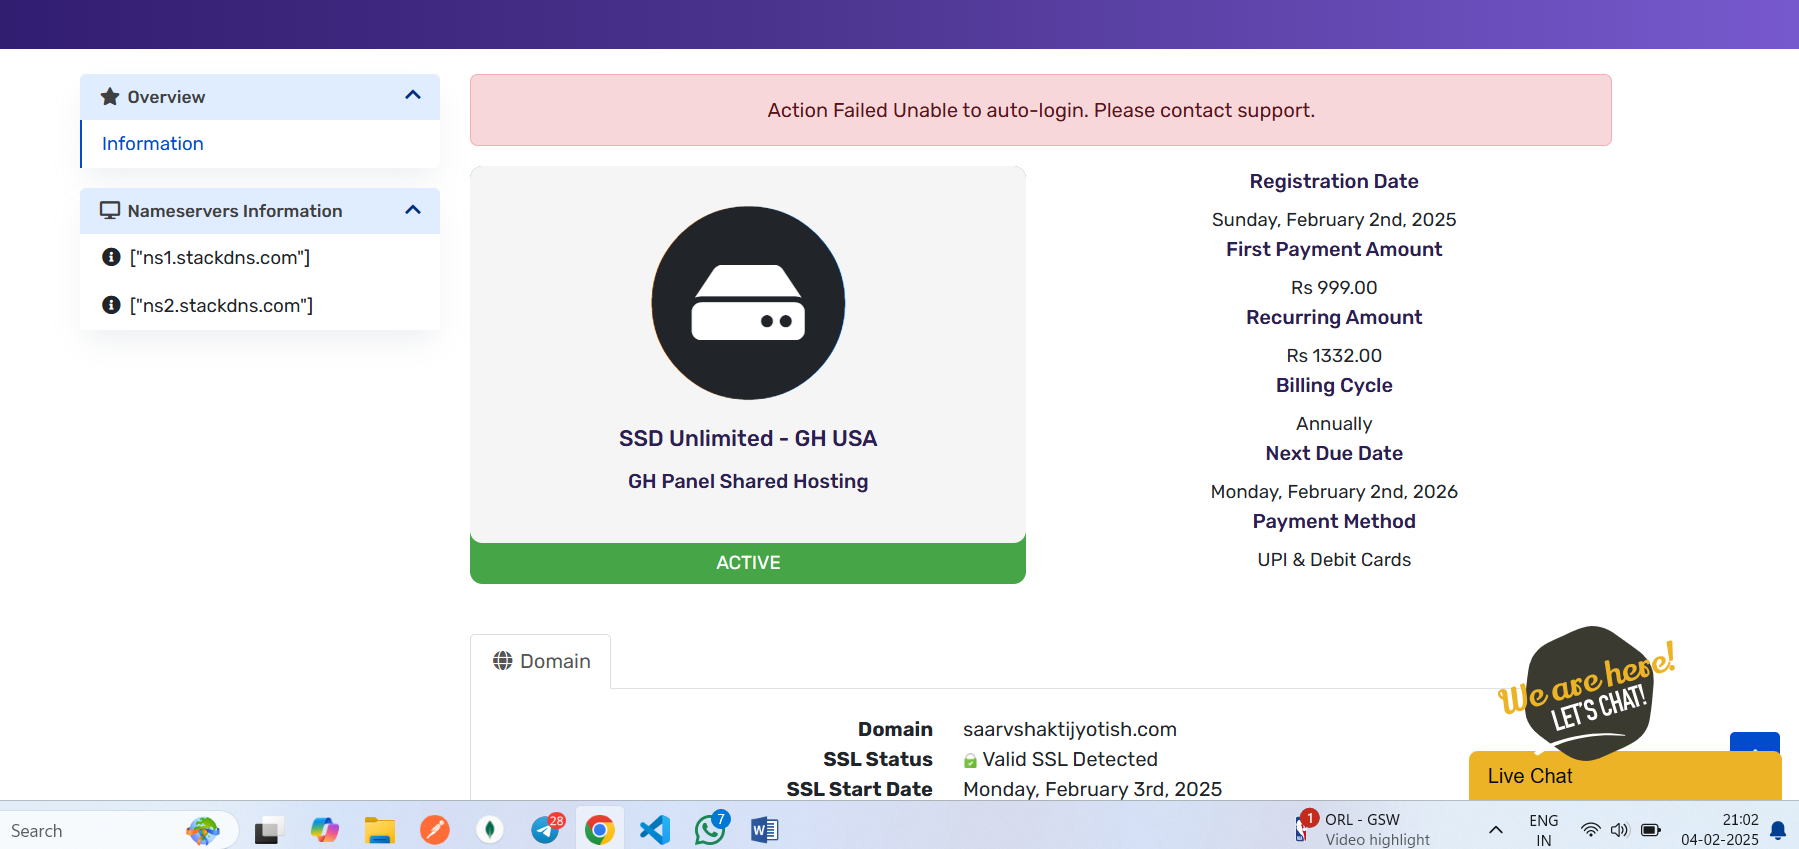 Overview
Information
Nameservers Information
["ns1.stackdns.com"]
["ns2.stackdns.com"]
Action Failed Unable to auto-login. Please contact support.
SSD Unlimited - GH USA
GH Panel Shared Hosting
ACTIVE
Registration Date
Sunday, February 2nd, 2025
First Payment Amount
Rs 999.00
Recurring Amount
Rs 1332.00
Billing Cycle
Annually
Next Due Date
Monday, February 2nd, 2026
Payment Method
UPI & Debit Cards
Domain
Domain saarvshaktijyotish.com
SSL Status Valid SSL Detected
SSL Start Date Monday, February 3rd, 2025
We are here!
LET'S CHAT!
Live Chat
Search
28
7
W
1
ORL - GSW
Video highlight
ENG
IN
21:02
04-02-2025